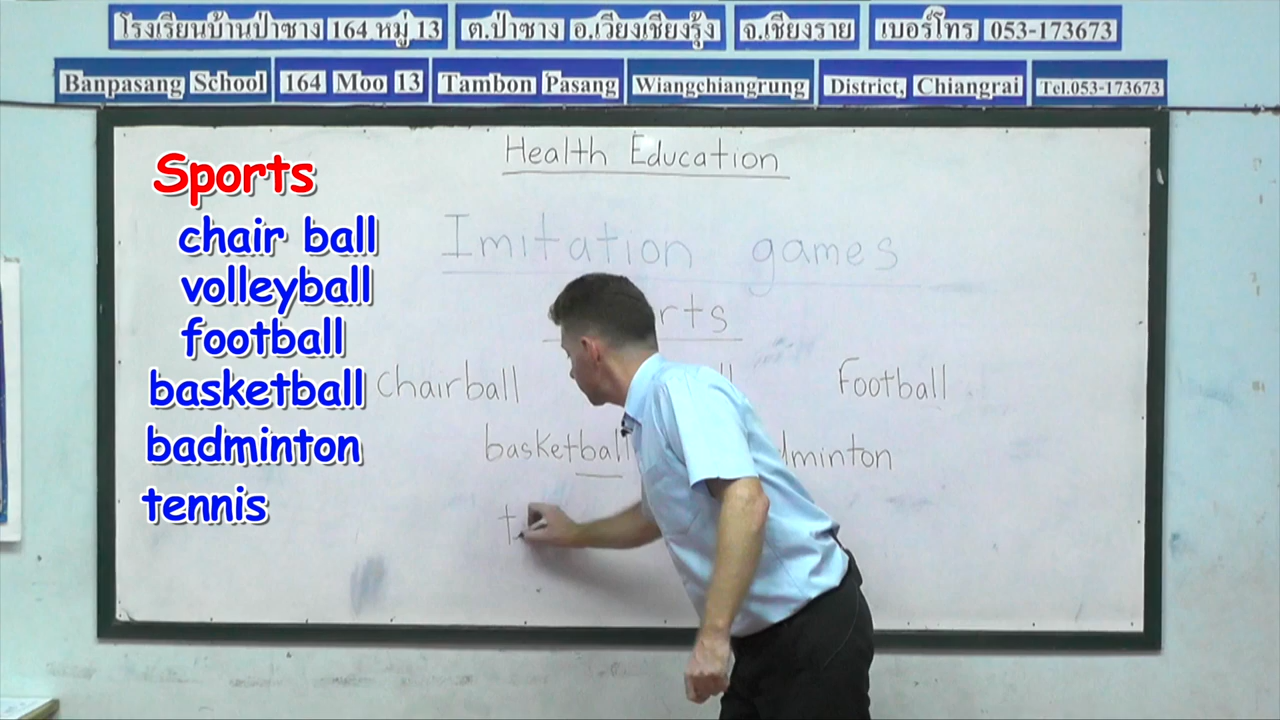 โรงเรียนบ้านป่าซาง 164 หมู่ 13 ต.ป่าซาง อ.เวียงเชียงรุ้ง จ.เชียงราย เบอร์โทร 053-173673
Banpasang School 164 Moo 13 Tambon Pasang Wiangchiangrung District, Chiangrai Tel.053-173673
Health Education
Sports
chair ball
volleyball
football
basketball
badminton
tennis
Imitation games
rts
Chairball ll Football
basketball dminton
t